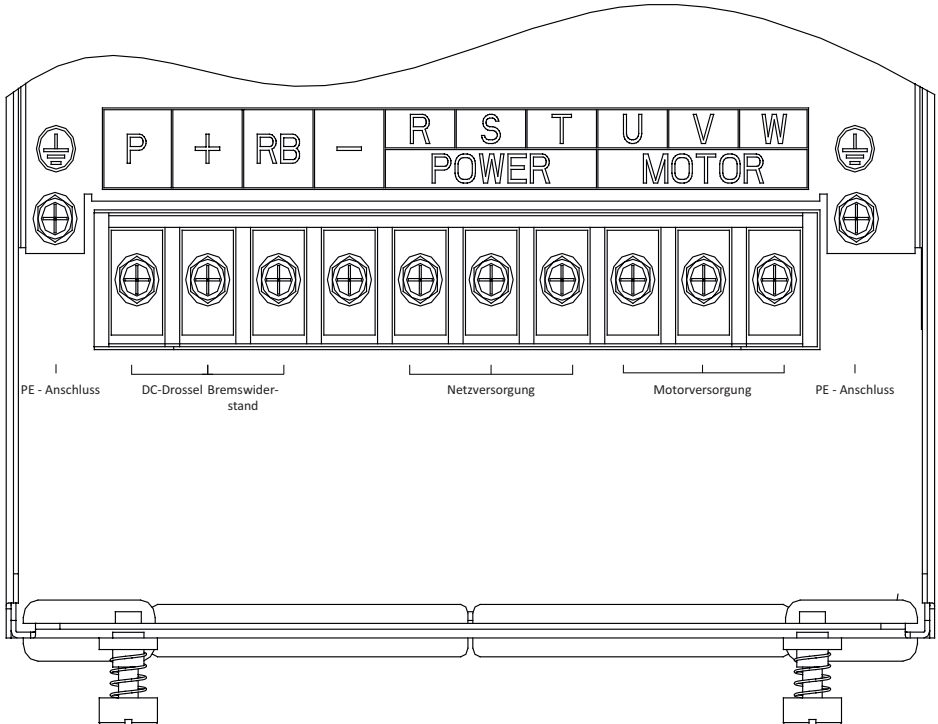 P + RB − R S T U V W
POWER MOTOR
PE - Anschluss DC-Drossel Bremswider-
stand Netzversorgung Motorversorgung PE - Anschluss